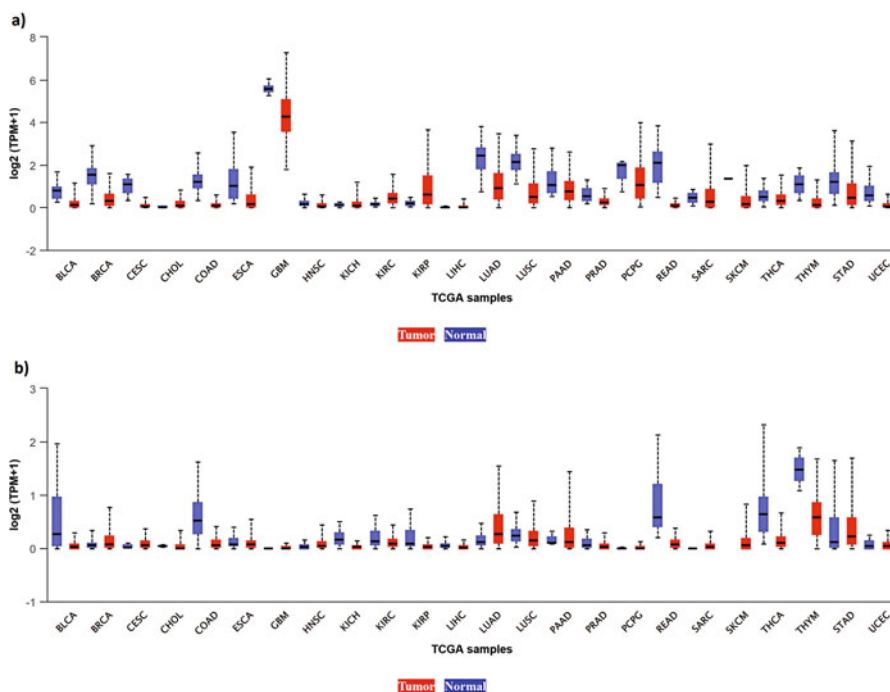 a)
log2 (TPM+1)
8
6
4
2
0
-2
BLCA BRCA CESC CHOL COAD ESCA GBM HNSC KICH KIRC KIRP LIHC LUAD LUSC PAAD PRAD PCPG READ SARC SKCM THCA THYM STAD UCEC
TCGA samples
Tumor Normal
b)
log2 (TPM+1)
3
2
1
0
-1
BLCA BRCA CESC CHOL COAD ESCA GBM HNSC KICH KIRC KIRP LIHC LUAD LUSC PAAD PRAD PCPG READ SARC SKCM THCA THYM STAD UCEC
TCGA samples
Tumor Normal